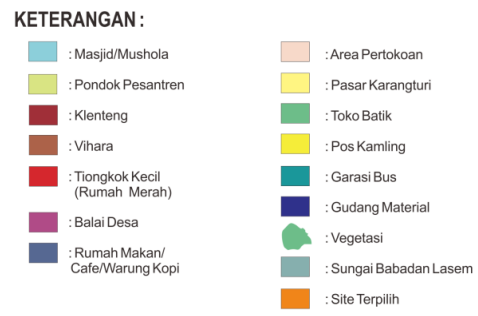 KETERANGAN :
: Masjid/Mushola
: Pondok Pesantren
: Klenteng
: Vihara
: Tiongkok Kecil
(Rumah Merah)
: Balai Desa
: Rumah Makan/
Cafe/Warung Kopi
: Area Pertokoan
: Pasar Karangturi
: Toko Batik
: Pos Kamling
: Garasi Bus
: Gudang Material
: Vegetasi
: Sungai Babadan Lasem
: Site Terpilih